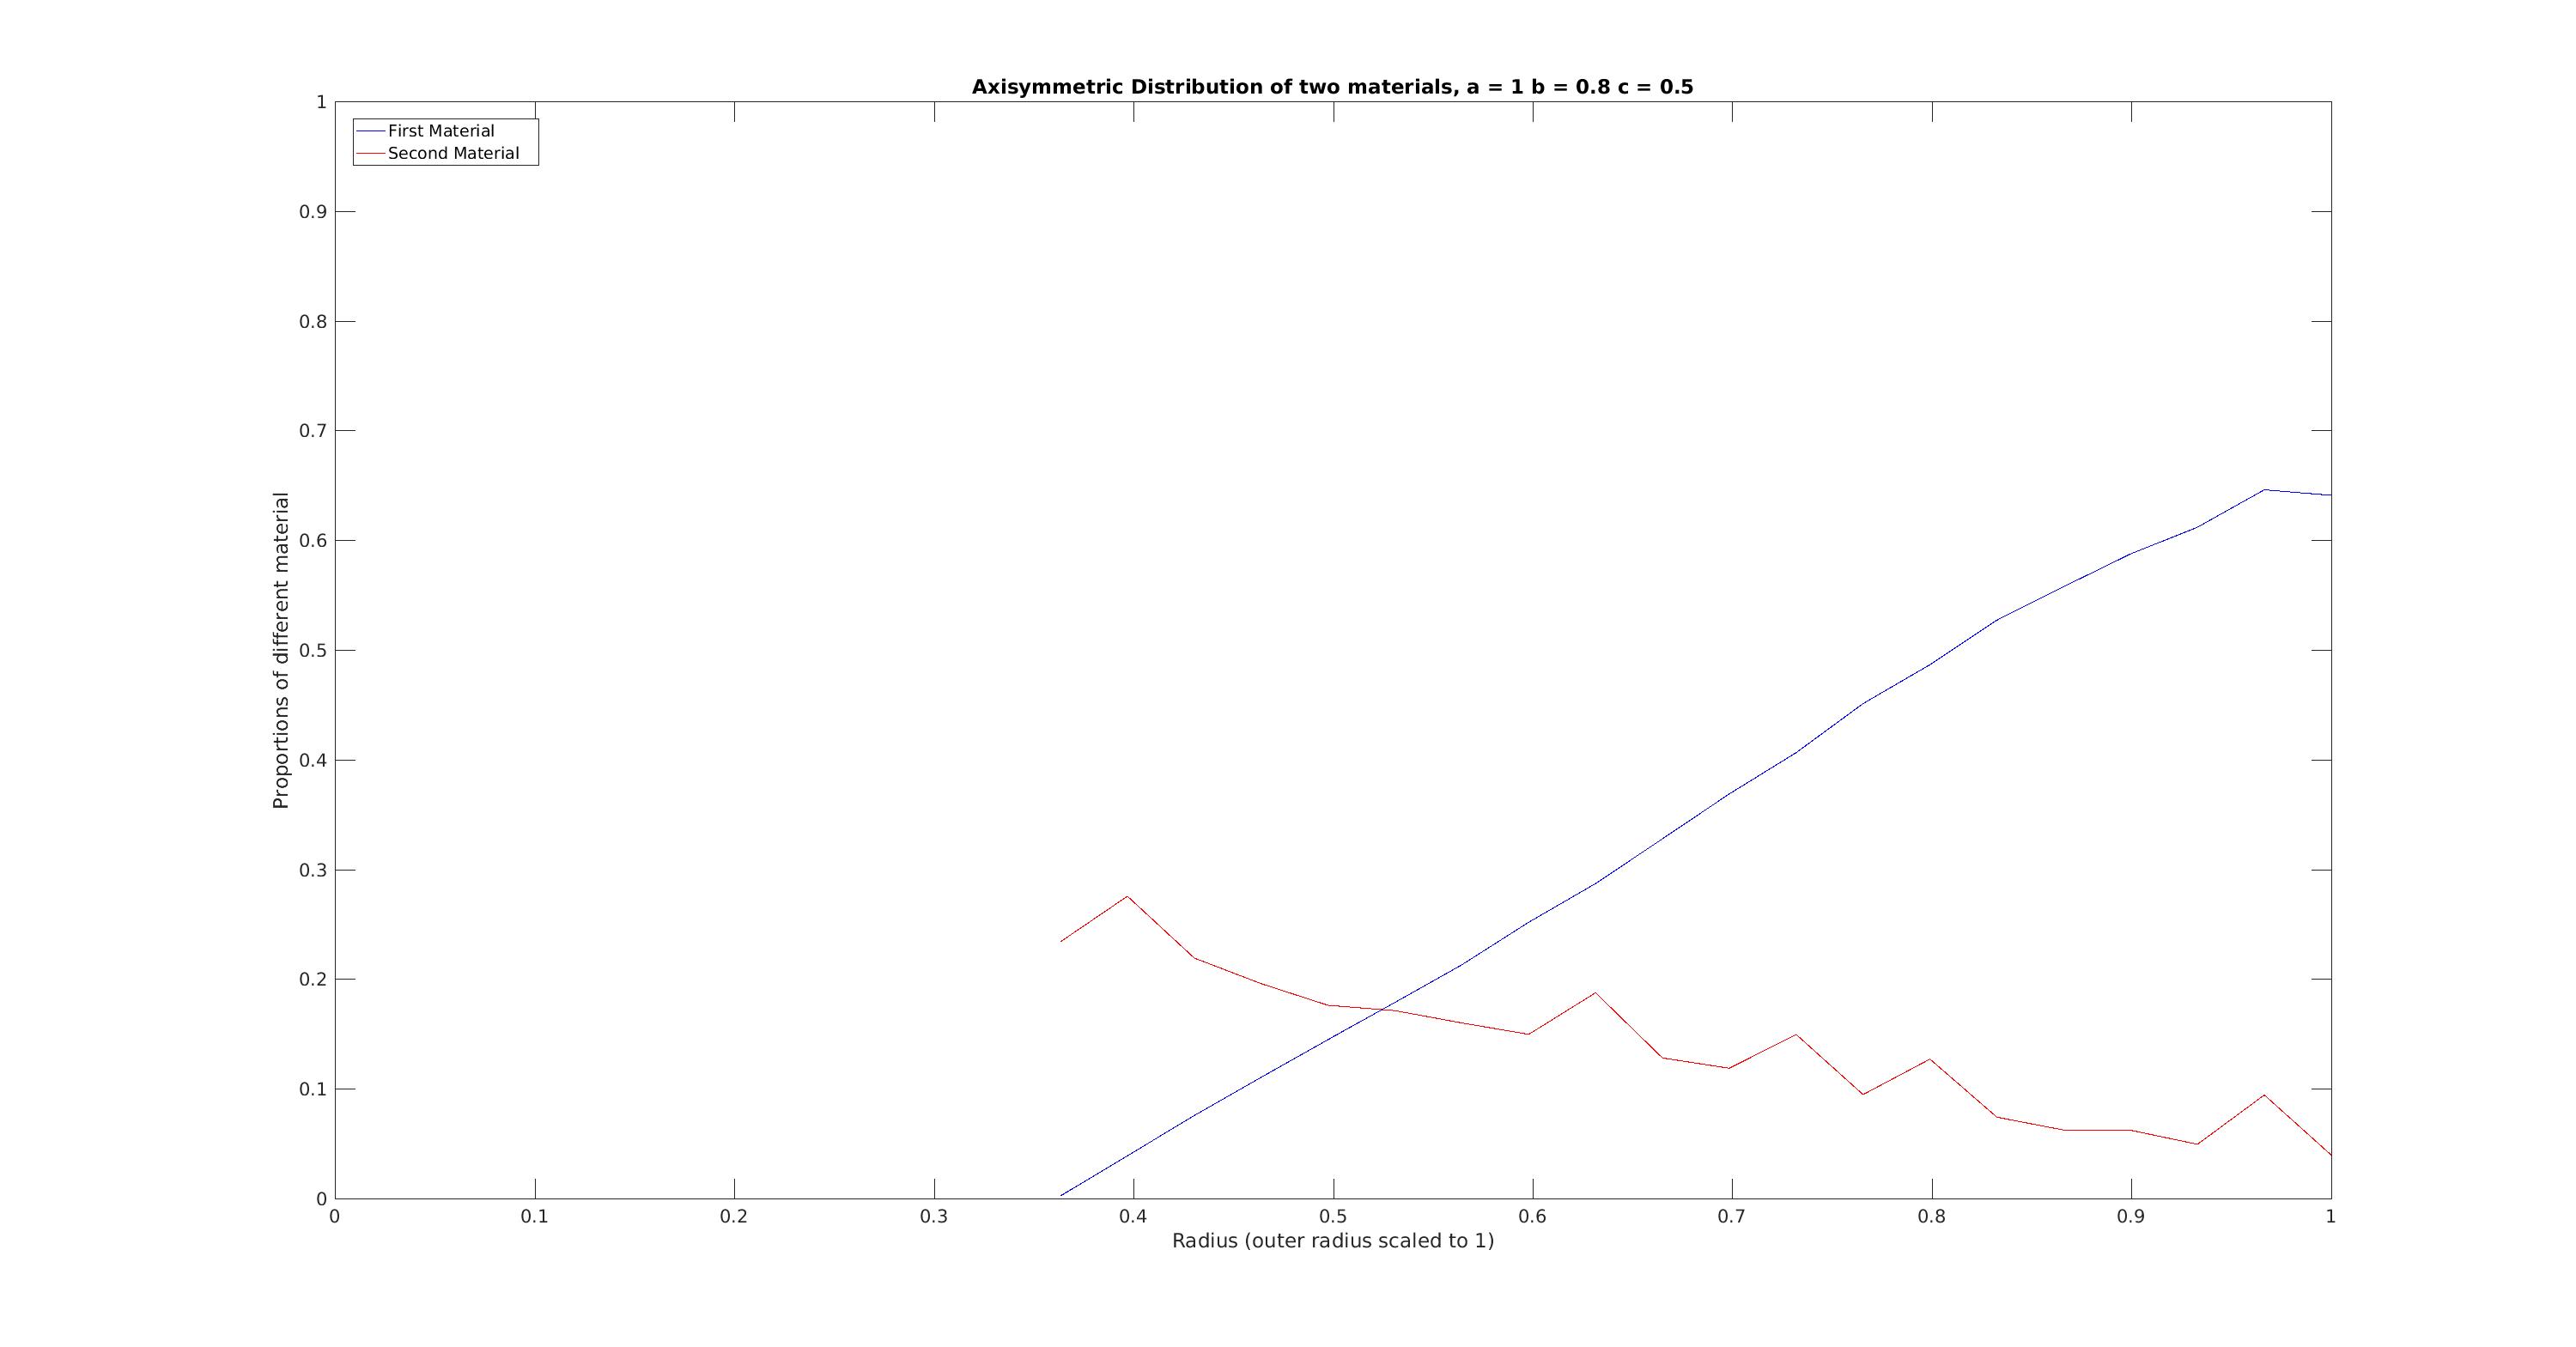 Axisymmetric Distribution of two materials, a = 1 b = 0.8 c = 0.5
First Material
Second Material
Proportions of different material
1
0.9
0.8
0.7
0.6
0.5
0.4
0.3
0.2
0.1
0
0 0.1 0.2 0.3 0.4 0.5 0.6 0.7 0.8 0.9 1
Radius (outer radius scaled to 1)